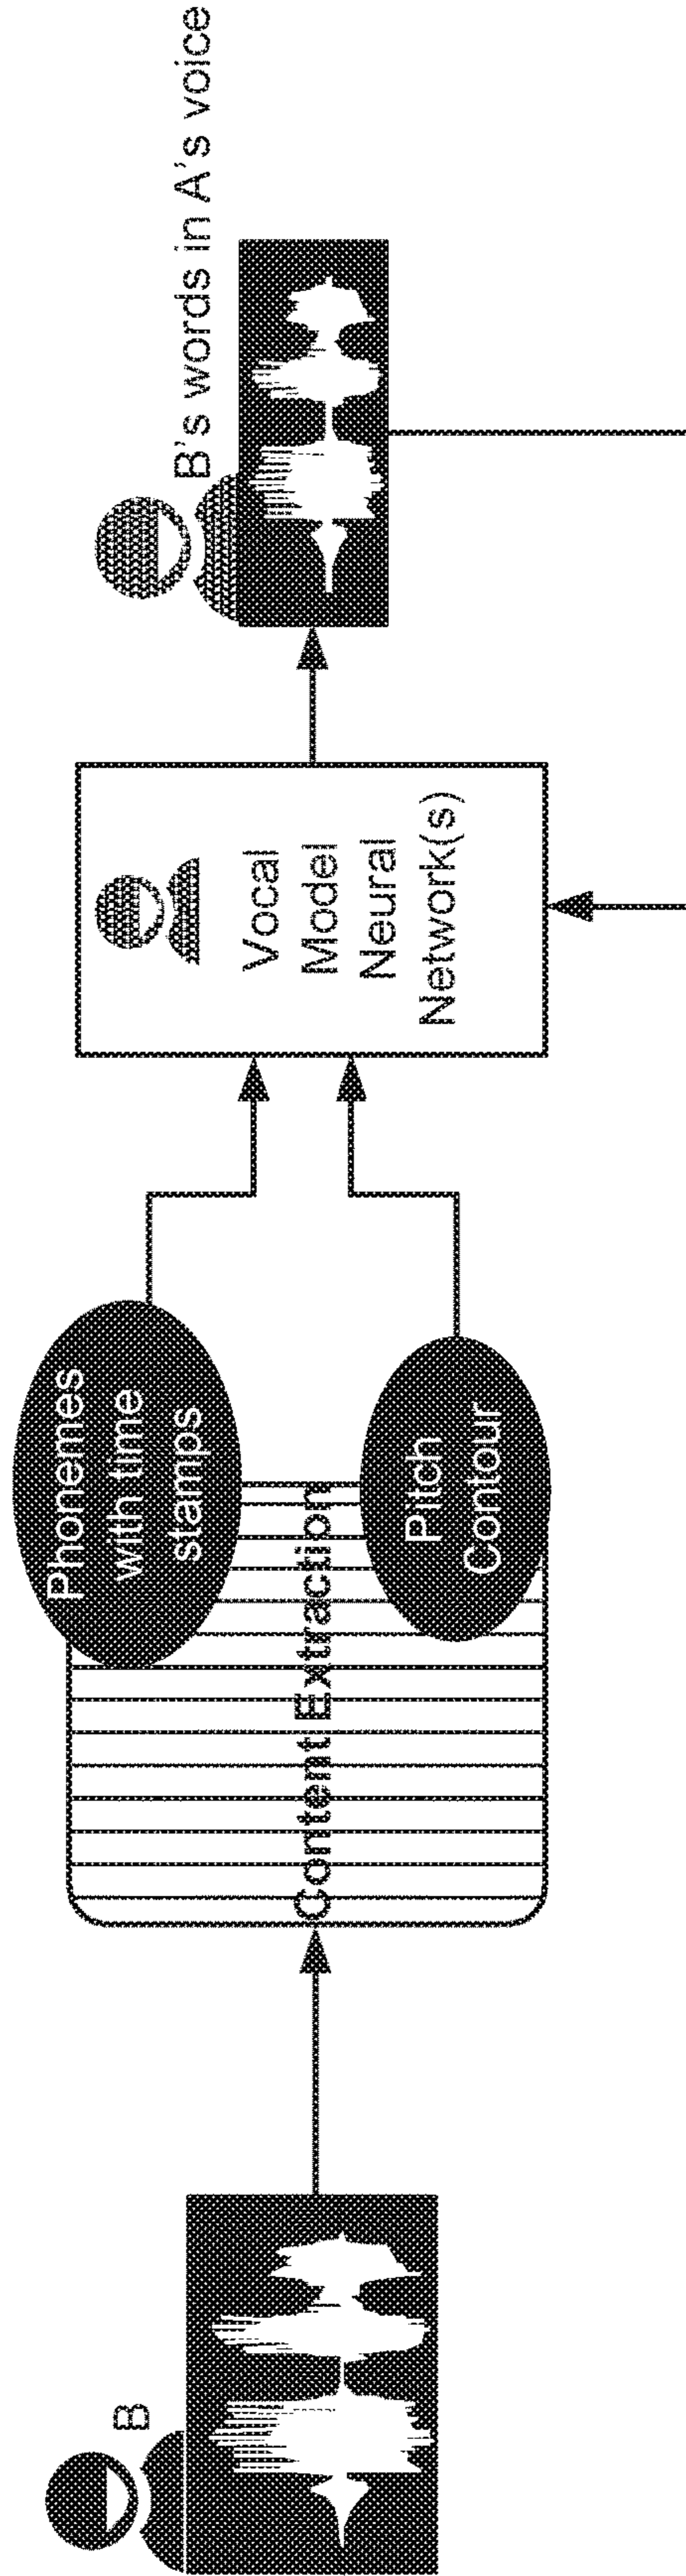 B
Content Extraction
Phonemes
with time
stamps
Pitch
Contour
Vocal
Model
Neural
Network(s)
B's words in A's voice